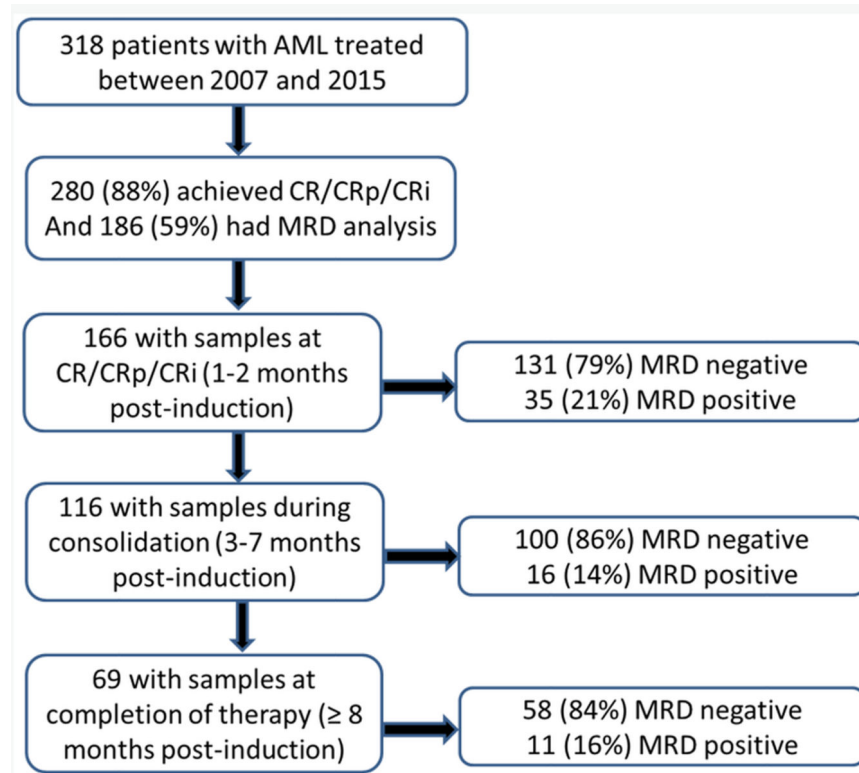 318 patients with AML treated
between 2007 and 2015
280 (88%) achieved CR/CRp/CRi
And 186 (59%) had MRD analysis
166 with samples at
CR/CRp/CRi (1-2 months
post-induction)
131 (79%) MRD negative
35 (21%) MRD positive
116 with samples during
consolidation (3-7 months
post-induction)
100 (86%) MRD negative
16 (14%) MRD positive
69 with samples at
completion of therapy (≥ 8
months post-induction)
58 (84%) MRD negative
11 (16%) MRD positive